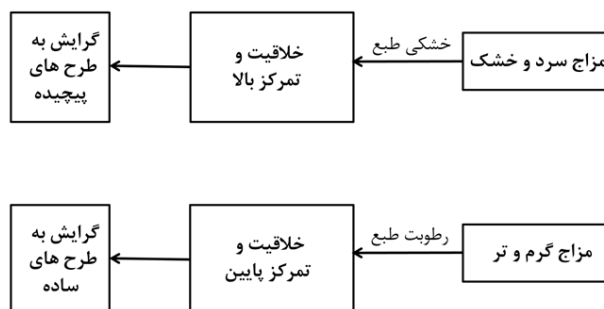 مزاج سرد و خشک
خشکی طبع
خلاقیت و
تمرکز بالا
گرایش به
طرح های
پیچیده
مزاج گرم و تر
رطوبت طبع
خلاقیت و
تمرکز پایین
گرایش به
طرح های
ساده